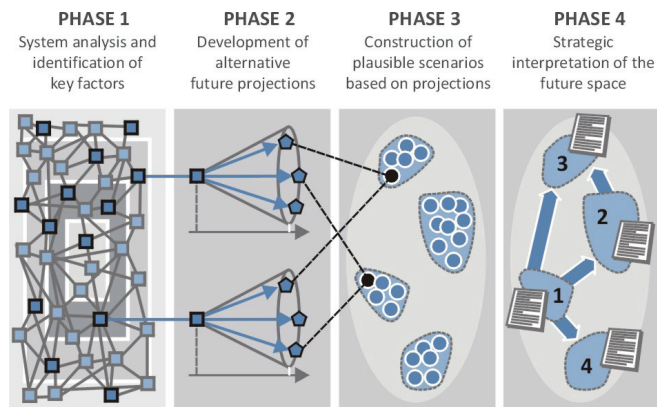 PHASE 1
System analysis and
identification of
key factors
PHASE 2
Development of
alternative
future projections
PHASE 3
Construction of
plausible scenarios
based on projections
PHASE 4
Strategic
interpretation of the
future space
3
2
1
4